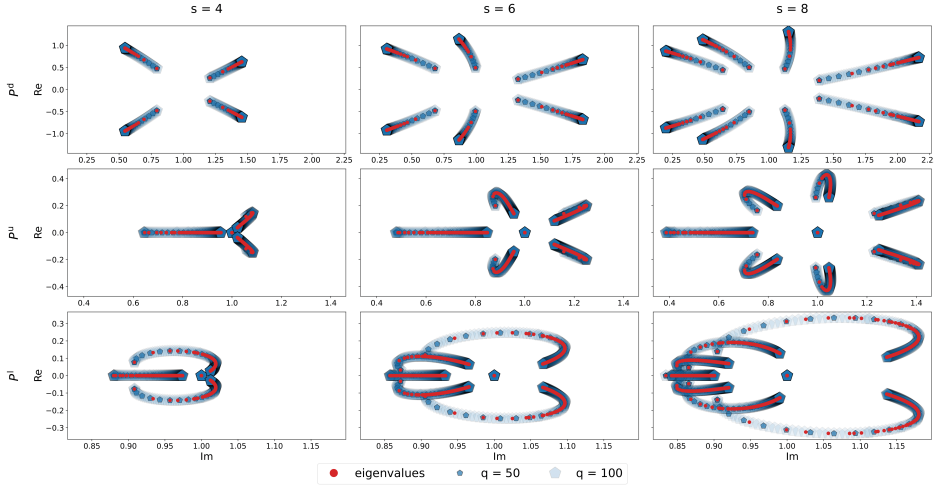 s = 4 s = 6 s = 8
P^d Re 1.0 0.5 0.0 −0.5 −1.0
0.25 0.50 0.75 1.00 1.25 1.50 1.75 2.00 2.25 0.25 0.50 0.75 1.00 1.25 1.50 1.75 2.00 2.25 0.25 0.50 0.75 1.00 1.25 1.50 1.75 2.00 2.2
P^u Re 0.4 0.2 0.0 −0.2 −0.4
0.4 0.6 0.8 1.0 1.2 1.4 0.4 0.6 0.8 1.0 1.2 1.4 0.4 0.6 0.8 1.0 1.2 1.4
P^l Re 0.3 0.2 0.1 0.0 −0.1 −0.2 −0.3
0.85 0.90 0.95 1.00 1.05 1.10 1.15 0.85 0.90 0.95 1.00 1.05 1.10 1.15 0.85 0.90 0.95 1.00 1.05 1.10 1.15
Im Im Im
eigenvalues q = 50 q = 100